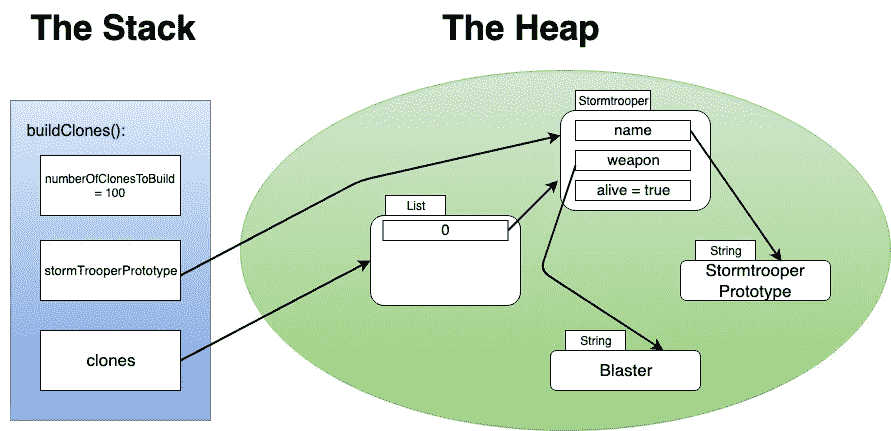 The Stack
The Heap
buildClones():
numberOfClonesToBuild
= 100
stormTrooperPrototype
clones
List
0
Stormtrooper
name
weapon
alive = true
String
Stormtrooper
Prototype
String
Blaster